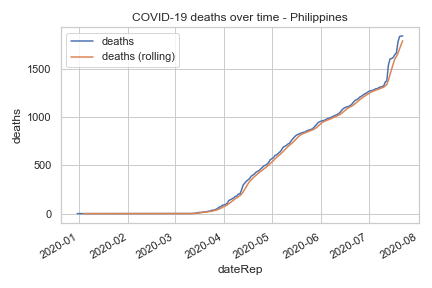 COVID-19 deaths over time - Philippines
deaths
deaths (rolling)
deaths
1500
1000
500
0
2020-01
2020-02
2020-03
2020-04
2020-05
2020-06
2020-07
2020-08
dateRep